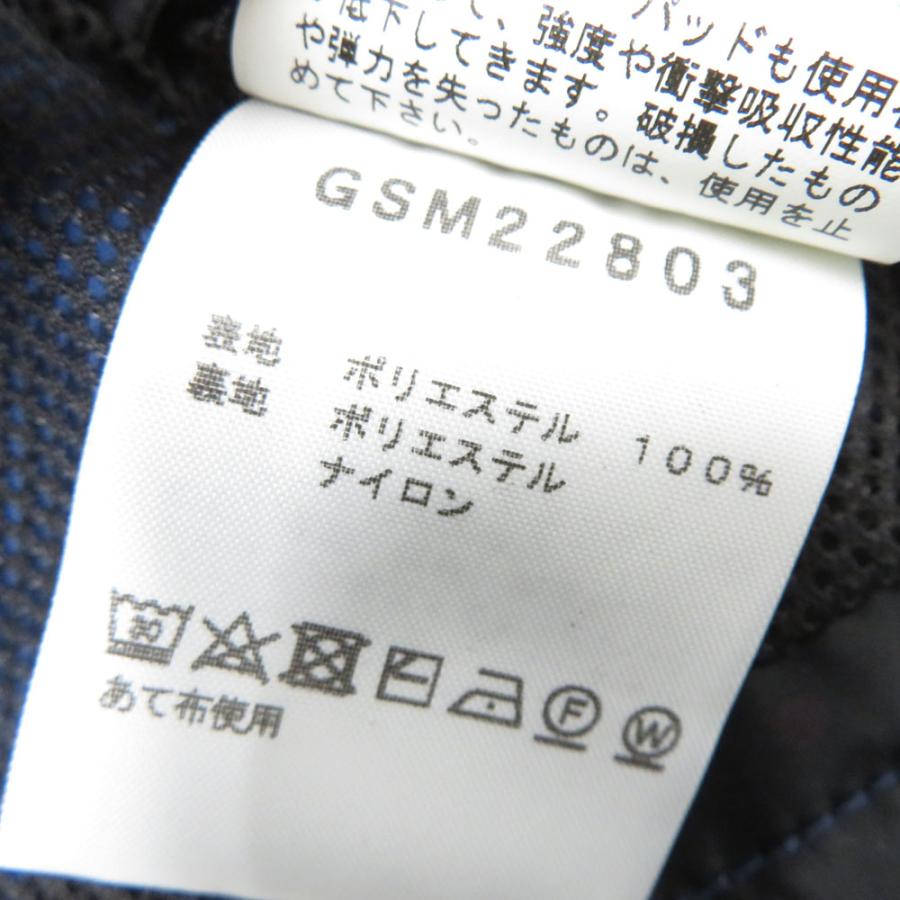 パッドも使用
低下してきます。強度や衝撃吸収性能
や弾力を失ったものは、破損したもの
めて下さい。使用を止
GSM22803
表地 ポリエステル 100%
裏地 ポリエステル
ナイロン
30
F
W
あて布使用